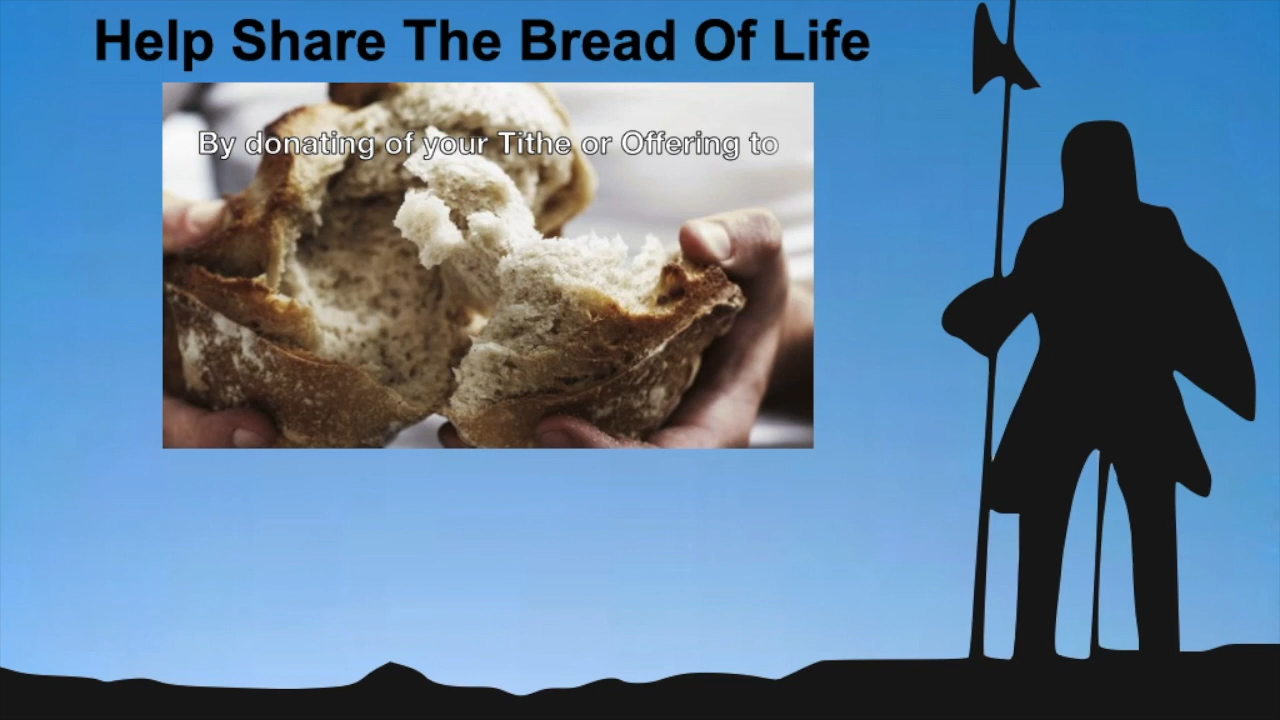 Help Share The Bread Of Life
By donating of your Tithe or Offering to